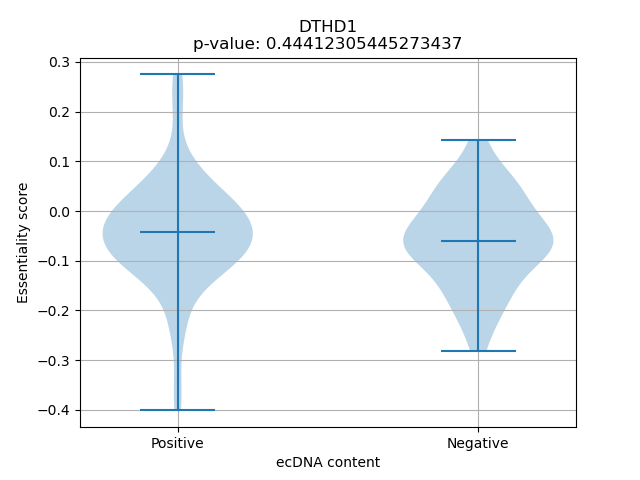 DTHD1
p-value: 0.44412305445273437
0.3
0.2
0.1
0.0
−0.1
−0.2
−0.3
−0.4
Essentiality score
Positive
Negative
ecDNA content